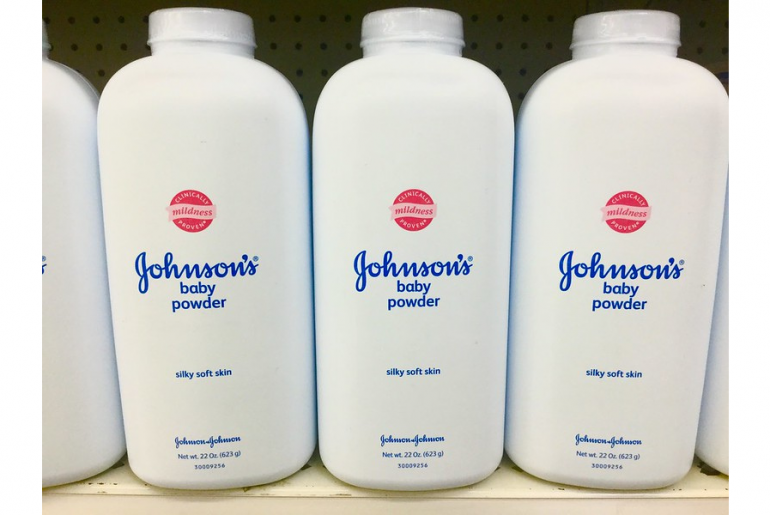 CLINICALLY
mildness
PROVEN
Johnson's®
baby
powder
silky soft skin
Johnson & Johnson
Net wt. 22 Oz. (623 g)
30009256
CLINICALLY
mildness
PROVEN
Johnson's®
baby
powder
silky soft skin
Johnson & Johnson
Net wt. 22 Oz. (623 g)
30009256
CLINICALLY
mildness
PROVEN
Johnson's®
baby
powder
silky soft skin
Johnson & Johnson
Net wt. 22 Oz. (623 g)
30009256